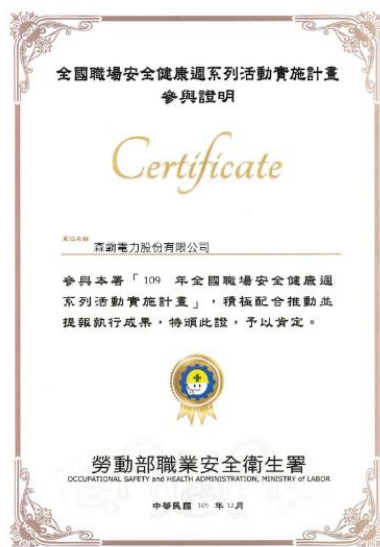 全國職場安全健康週系列活動實施計畫
參與證明
Certificate
單位名稱
森霸電力股份有限公司
參與本署「109 年全國職場安全健康週
系列活動實施計畫」，積極配合推動並
提報執行成果，特頒此證，予以肯定。
勞動部職業安全衛生署
OCCUPATIONAL SAFETY and HEALTH ADMINISTRATION, MINISTRY of LABOR
中華民國 109 年 12月